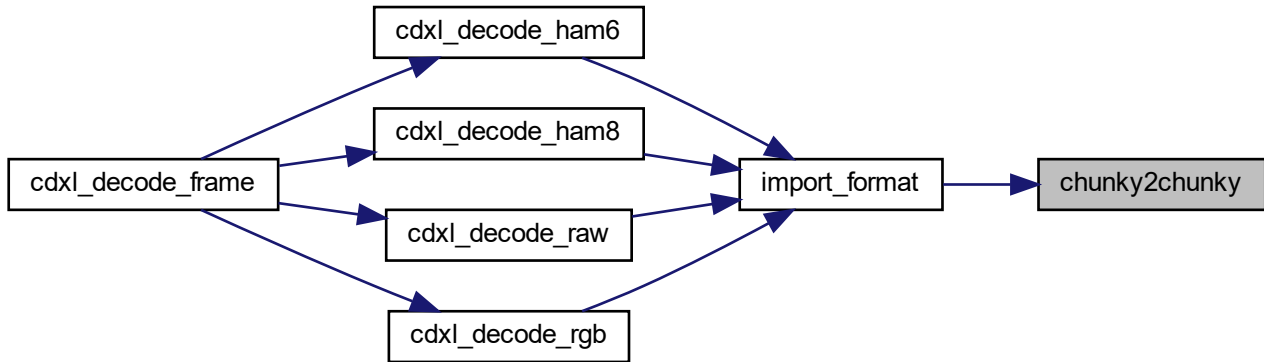 cdxl_decode_ham6
cdxl_decode_ham8
cdxl_decode_frame
import_format
chunky2chunky
cdxl_decode_raw
cdxl_decode_rgb